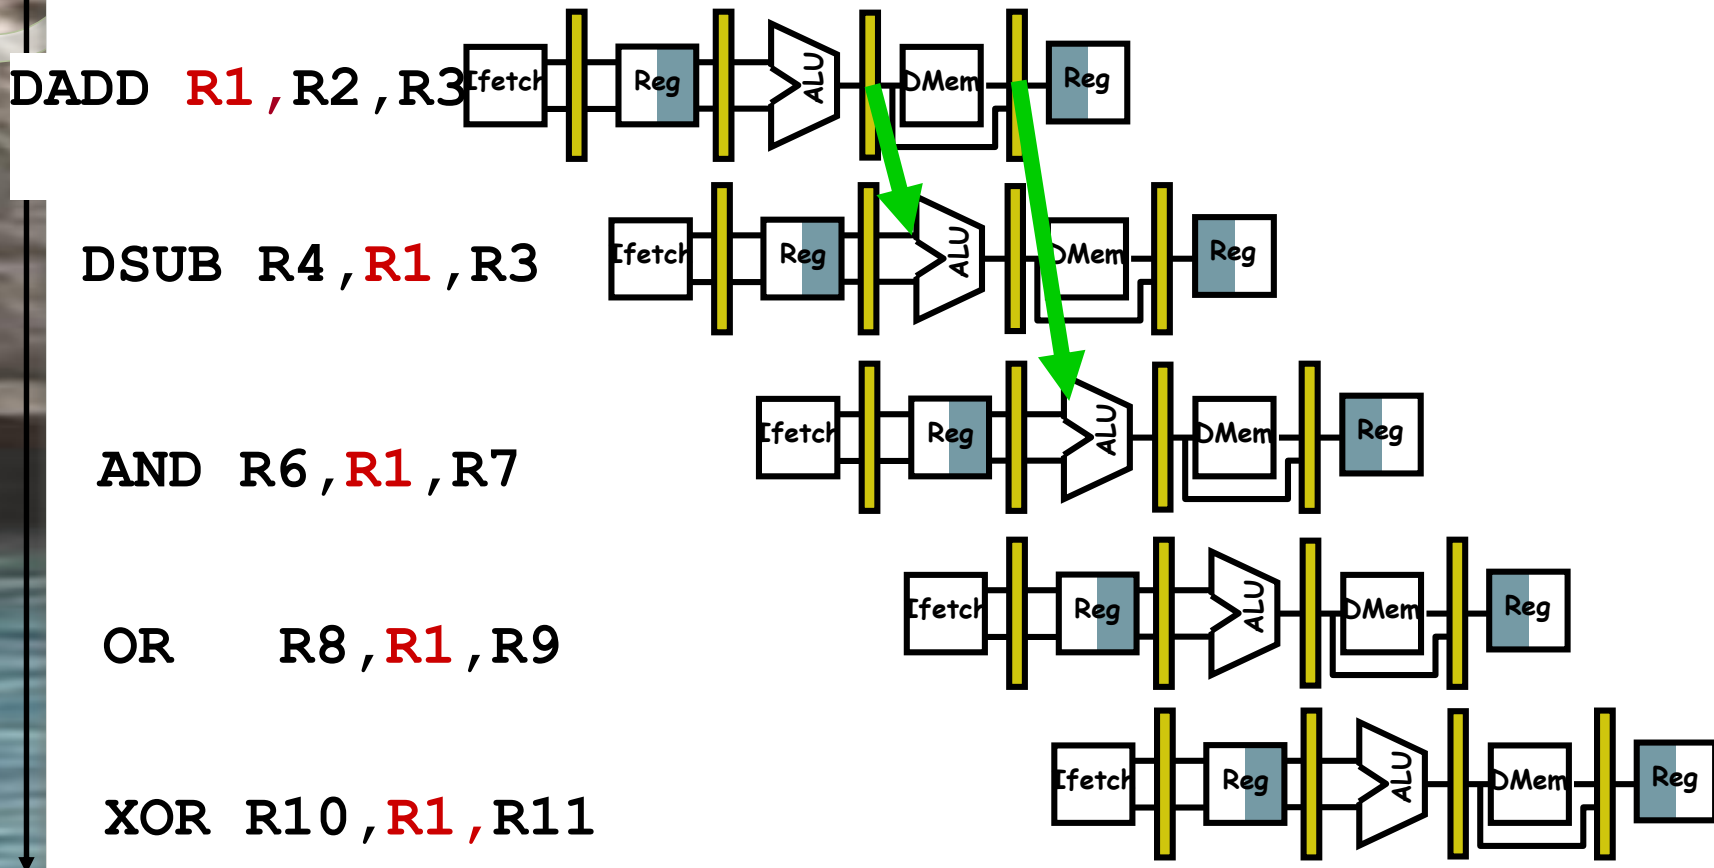 DADD R1,R2,R3 Ifetch Reg ALU DMem Reg
DSUB R4,R1,R3 Ifetch Reg ALU DMem Reg
AND R6,R1,R7 Ifetch Reg ALU DMem Reg
OR R8,R1,R9 Ifetch Reg ALU DMem Reg
XOR R10,R1,R11 Ifetch Reg ALU DMem Reg